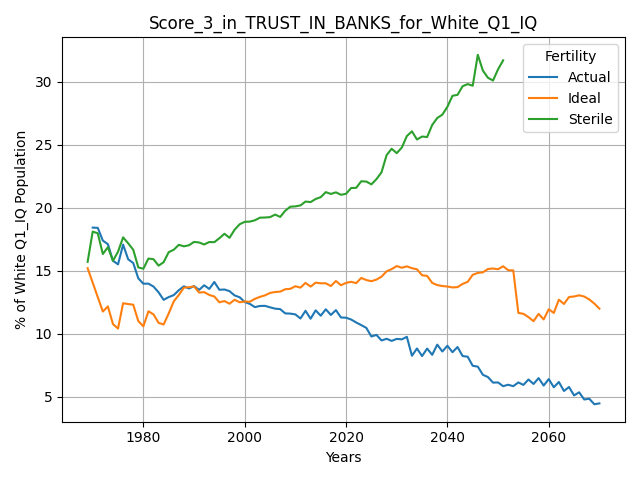 Score_3_in_TRUST_IN_BANKS_for_White_Q1_IQ
% of White Q1_IQ Population
30
25
20
15
10
5
Fertility
Actual
Ideal
Sterile
1980
2000
2020
2040
2060
Years